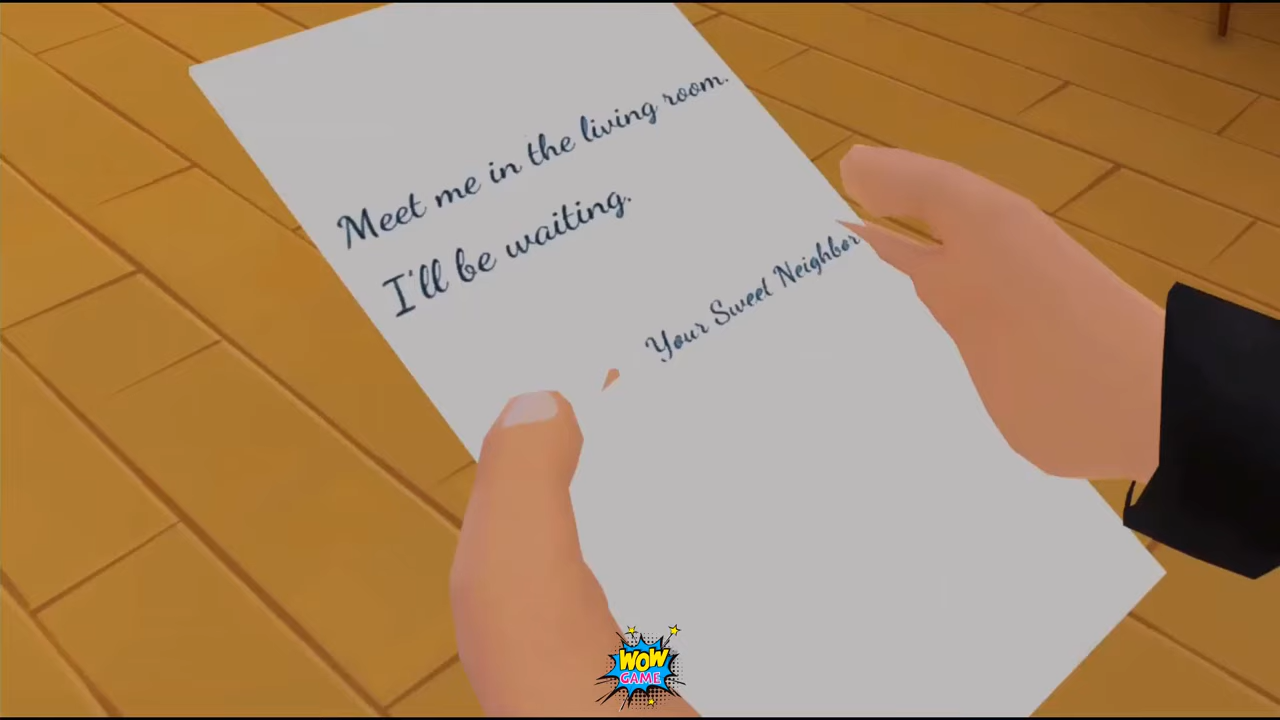 Meet me in the living room.
I'll be waiting.
Your Sweet Neighbor
WOW
GAME